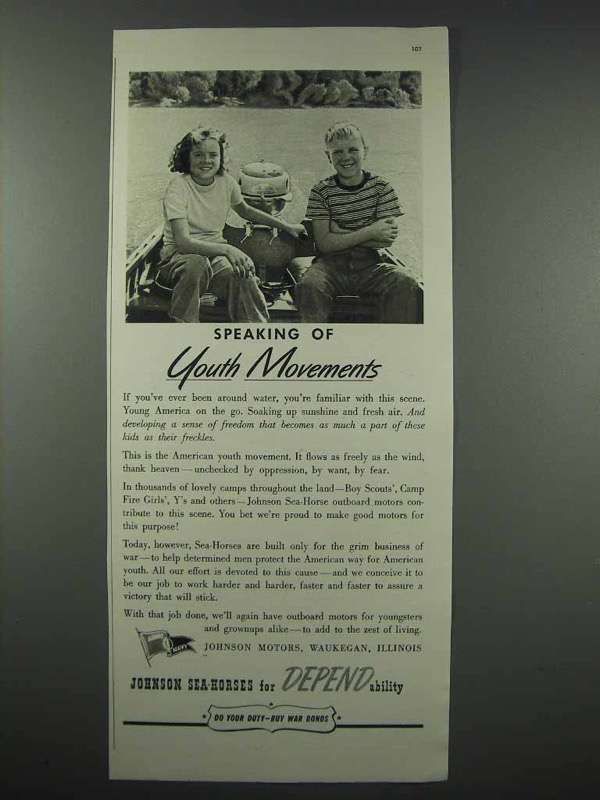 107
SPEAKING OF
Youth Movements
If you've ever been around water, you're familiar with this scene.
Young America on the go. Soaking up sunshine and fresh air. And
developing a sense of freedom that becomes as much a part of these
kids as their freckles.
This is the American youth movement. It flows as freely as the wind,
thank heaven—unchecked by oppression, by want, by fear.
In thousands of lovely camps throughout the land—Boy Scouts', Camp
Fire Girls', Y's and others—Johnson Sea-Horse outboard motors con-
tribute to this scene. You bet we're proud to make good motors for
this purpose!
Today, however, Sea-Horses are built only for the grim business of
war—to help determined men protect the American way for American
youth. All our effort is devoted to this cause—and we conceive it to
be our job to work harder and harder, faster and faster to assure a
victory that will stick.
With that job done, we'll again have outboard motors for youngsters
and grownups alike—to add to the zest of living.
JOHNSON MOTORS, WAUKEGAN, ILLINOIS
JOHNSON SEA-HORSES for DEPENDability
DO YOUR DUTY—BUY WAR BONDS